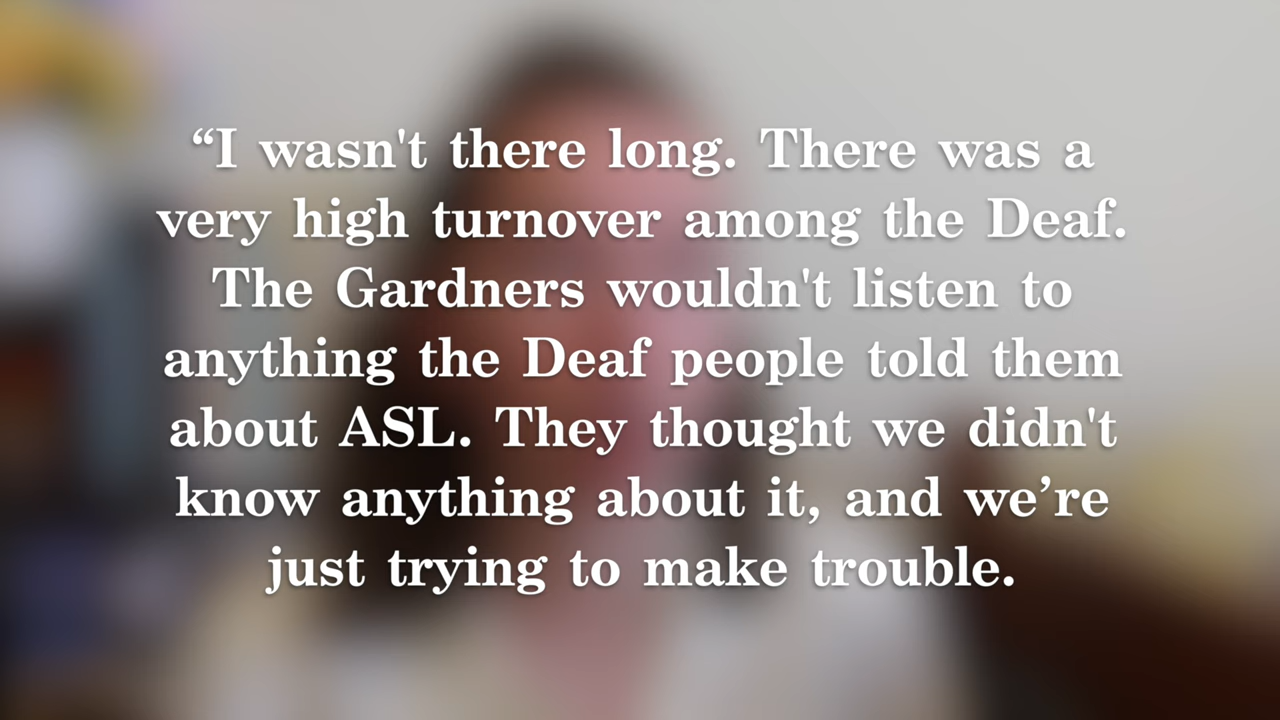 “I wasn't there long. There was a
very high turnover among the Deaf.
The Gardners wouldn't listen to
anything the Deaf people told them
about ASL. They thought we didn't
know anything about it, and we’re
just trying to make trouble.